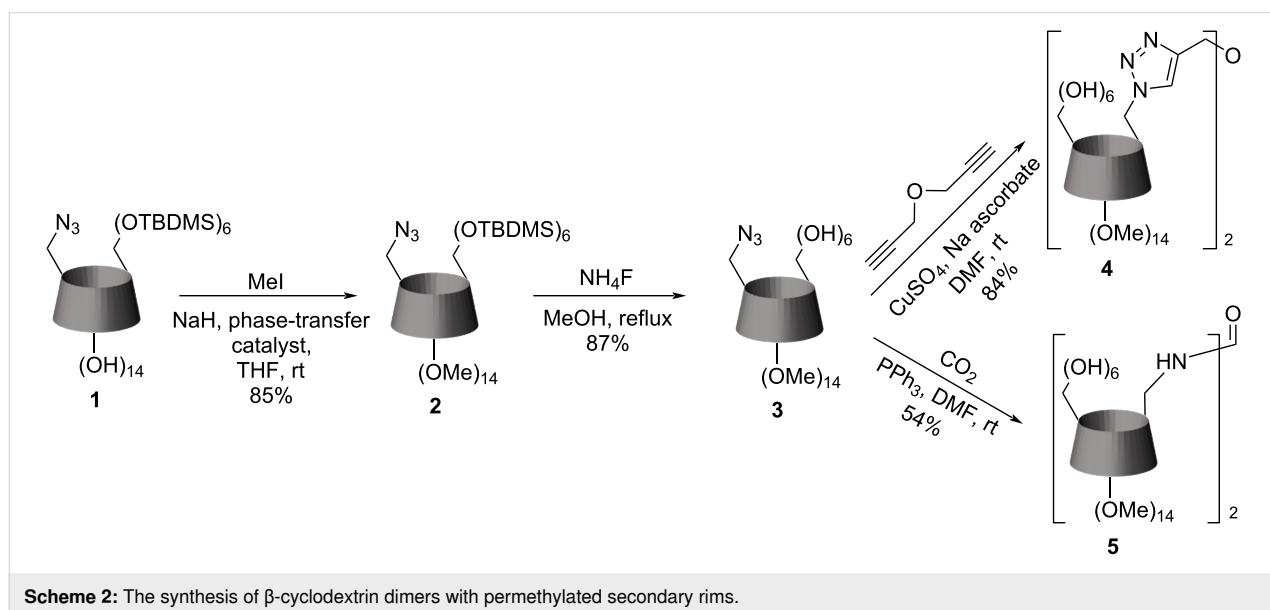 N₃
(OTBDMS)₆
(OH)₁₄
1
MeI
NaH, phase-transfer
catalyst,
THF, rt
85%
N₃
(OTBDMS)₆
(OMe)₁₄
2
NH₄F
MeOH, reflux
87%
N₃
(OH)₆
(OMe)₁₄
3
O
CuSO₄, Na ascorbate
DMF, rt
84%
N
N
N
O
(OH)₆
(OMe)₁₄
2
4
CO₂
PPh₃, DMF, rt
54%
O
HN
(OH)₆
(OMe)₁₄
2
5
Scheme 2: The synthesis of β-cyclodextrin dimers with permethylated secondary rims.